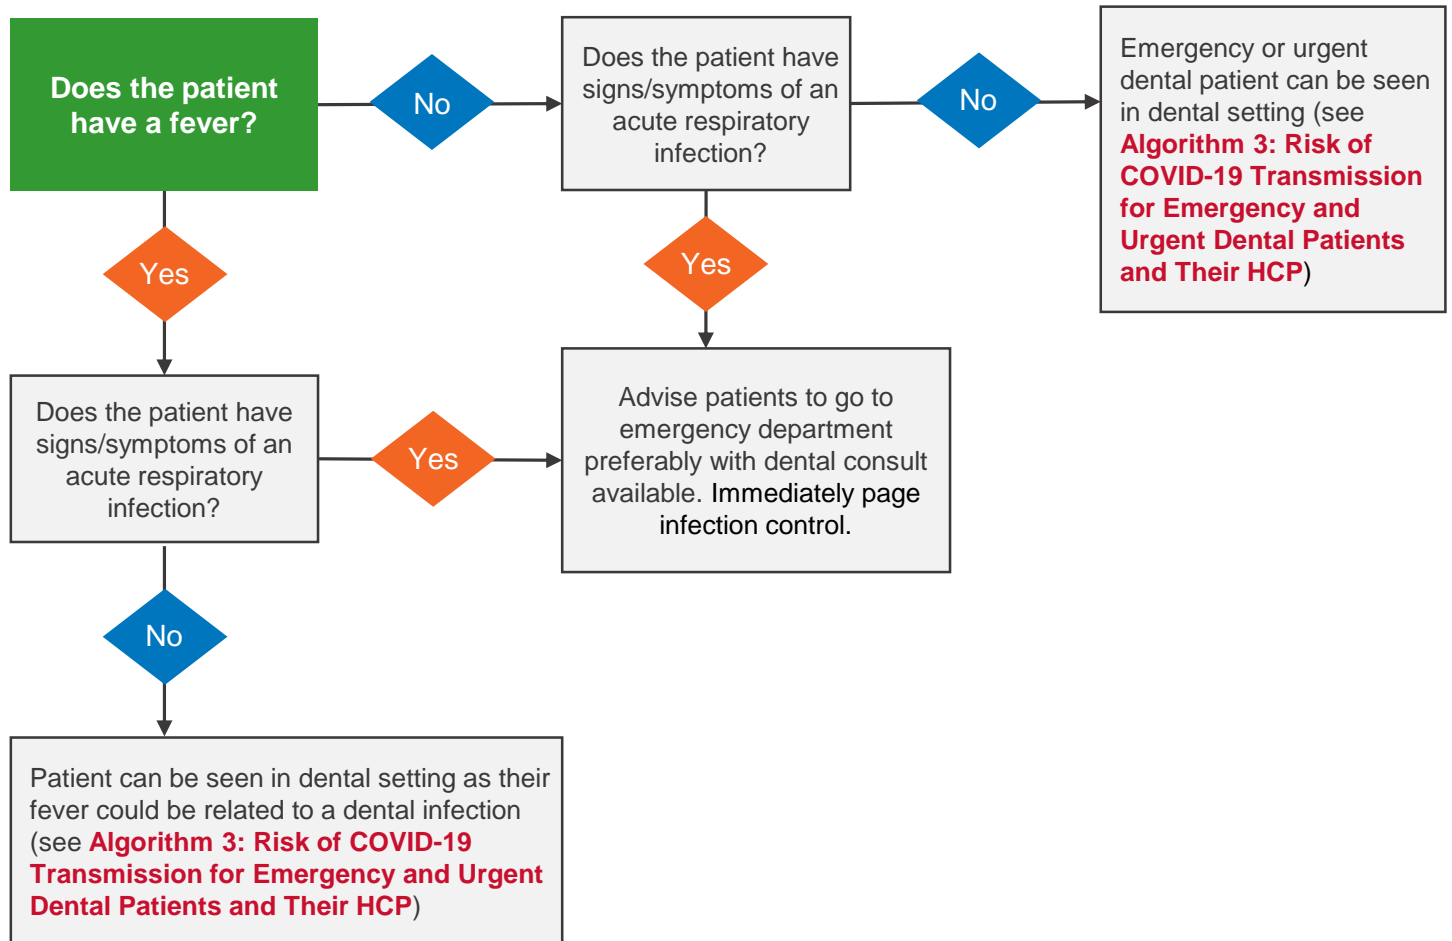 Does the patient
have a fever?
No
Does the patient have
signs/symptoms of an
acute respiratory
infection?
No
Emergency or urgent
dental patient can be seen
in dental setting (see
Algorithm 3: Risk of
COVID-19 Transmission
for Emergency and
Urgent Dental Patients
and Their HCP)
Yes
Yes
Does the patient have
signs/symptoms of an
acute respiratory
infection?
Yes
Advise patients to go to
emergency department
preferably with dental consult
available. Immediately page
infection control.
No
Patient can be seen in dental setting as their
fever could be related to a dental infection
(see Algorithm 3: Risk of COVID-19
Transmission for Emergency and Urgent
Dental Patients and Their HCP)